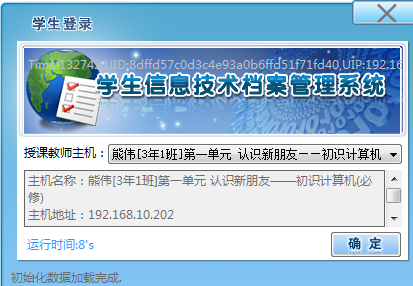 学生登录
Tim:132741,UID:8dffd57c0d3c4e93a0b6ffd51f71fd40,UIP:192.16
学生信息技术档案管理系统
授课教师主机：熊伟[3年1班]第一单元 认识新朋友——初识计算机
主机名称：熊伟[3年1班]第一单元 认识新朋友——初识计算机(必
修)
主机地址：192.168.10.202
运行时间:8's
确 定
初始化数据加载完成.